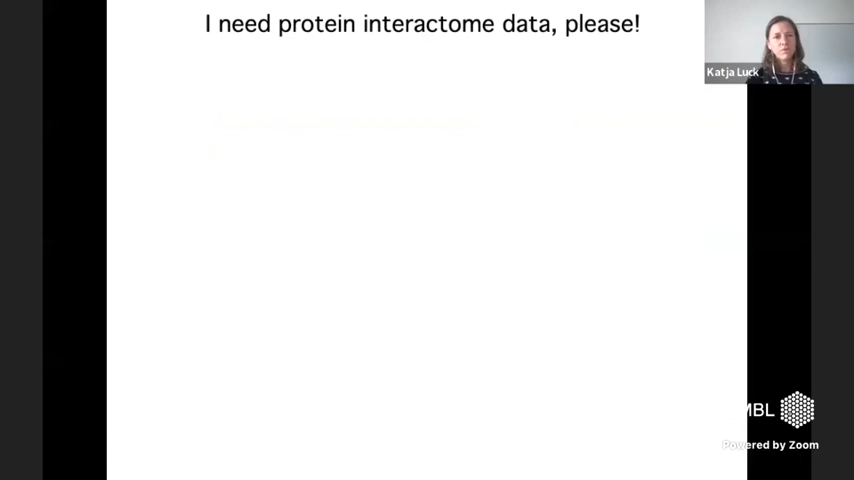 I need protein interactome data, please!
Katja Luck
MBL
Powered by Zoom